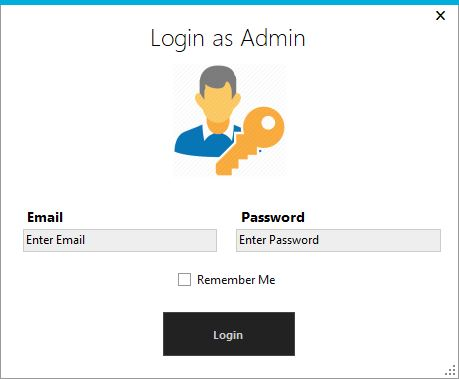 Login as Admin
Email Password
Enter Email Enter Password
Remember Me
Login